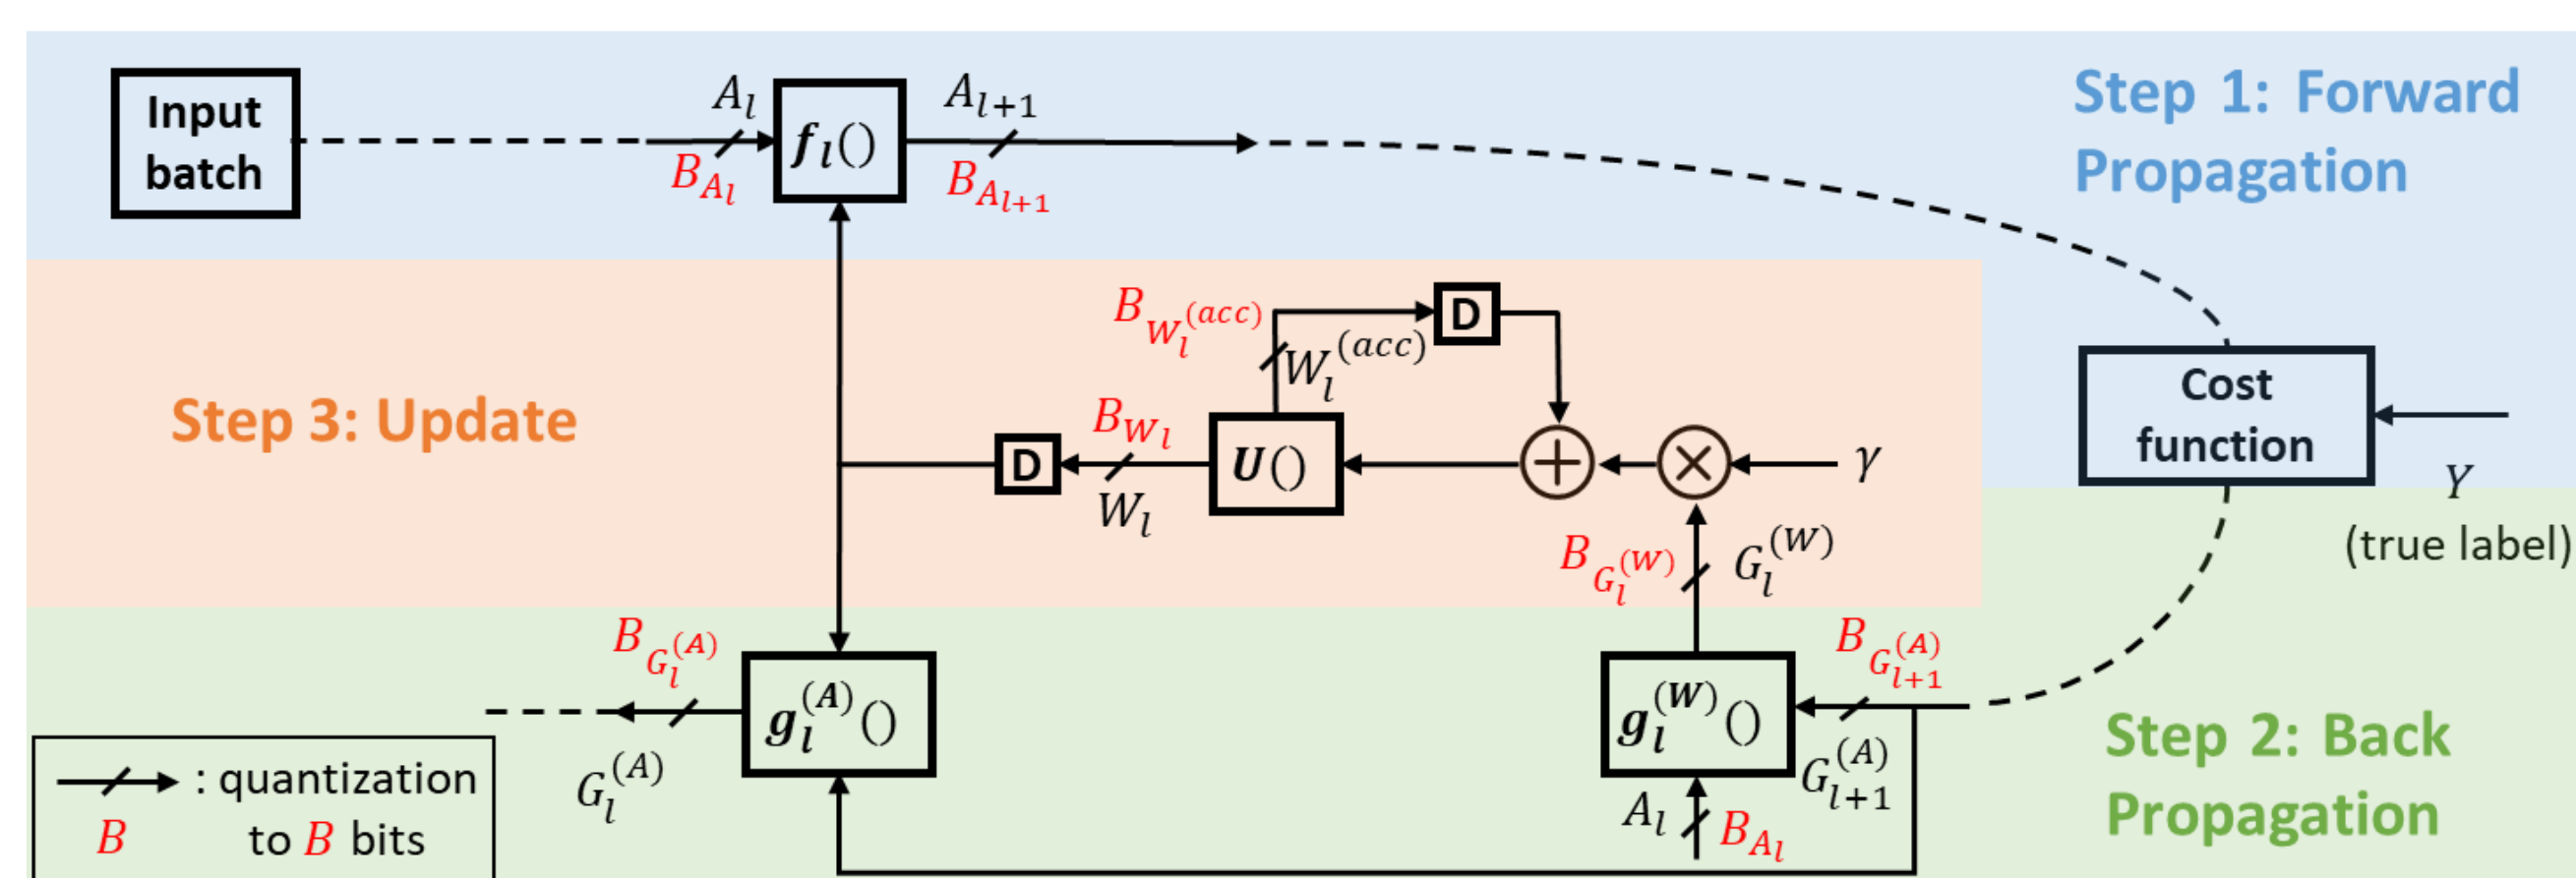 Input
batch
A_l
B_{A_l}
f_l()
A_{l+1}
B_{A_{l+1}}
Step 1: Forward
Propagation
Step 3: Update
B_{W_l^{(acc)}}
W_l^{(acc)}
D
B_{W_l}
W_l
D
U()
+
×
γ
Cost
function
Y
(true label)
B_{G_l^{(W)}}
G_l^{(W)}
B_{G_l^{(A)}}
G_l^{(A)}
g_l^{(A)}()
g_l^{(W)}()
B_{G_{l+1}^{(A)}}
G_{l+1}^{(A)}
A_l
B_{A_l}
Step 2: Back
Propagation
: quantization
B to B bits